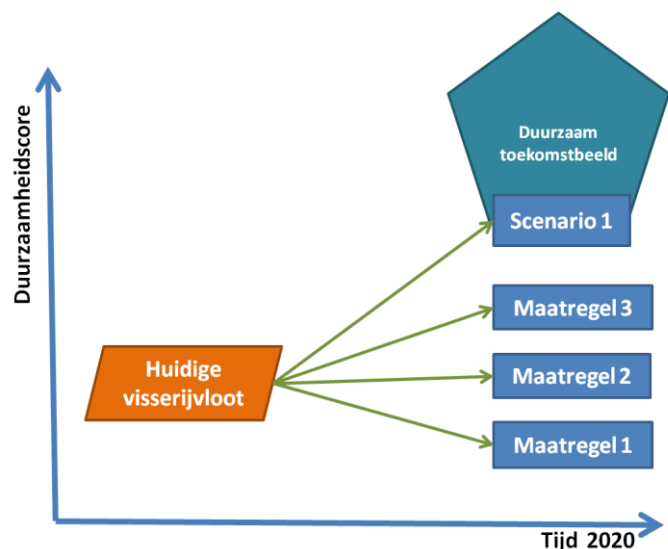 Duurzaamheidscore
Duurzaam
toekomstbeeld
Scenario 1
Maatregel 3
Huidige
visserijvloot
Maatregel 2
Maatregel 1
Tijd 2020